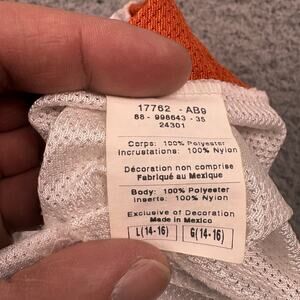 17762 - AB9
88 - 998643 - 35
24301
Corps: 100% Polyester
Incrustations: 100% Nylon
Décoration non comprise
Fabriqué au Mexique
Body: 100% Polyester
Inserts: 100% Nylon
Exclusive of Decoration
Made in Mexico
L(14-16) G(14-16)